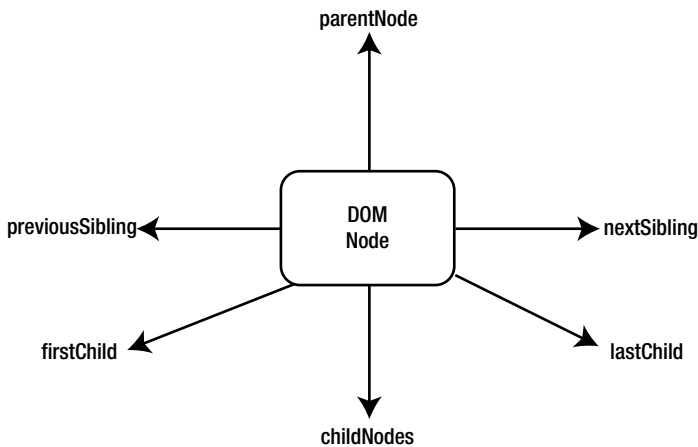 parentNode
DOM
Node
previousSibling
nextSibling
firstChild
lastChild
childNodes